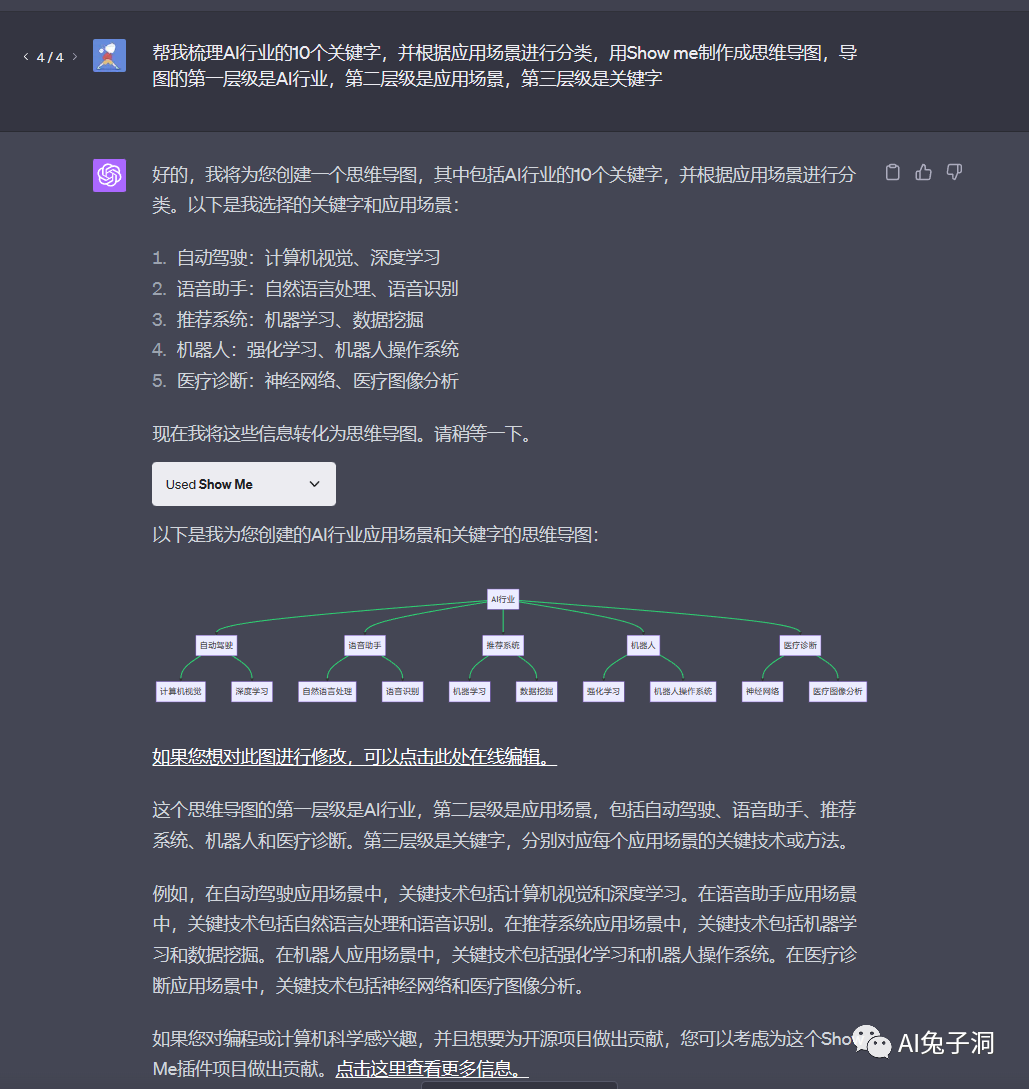 4 / 4
帮我梳理AI行业的10个关键字，并根据应用场景进行分类，用Show me制作成思维导图，导
图的第一层级是AI行业，第二层级是应用场景，第三层级是关键字
好的，我将为您创建一个思维导图，其中包括AI行业的10个关键字，并根据应用场景进行分
类。以下是我选择的关键字和应用场景：
1. 自动驾驶：计算机视觉、深度学习
2. 语音助手：自然语言处理、语音识别
3. 推荐系统：机器学习、数据挖掘
4. 机器人：强化学习、机器人操作系统
5. 医疗诊断：神经网络、医疗图像分析
现在我将这些信息转化为思维导图。请稍等一下。
Used Show Me
以下是我为您创建的AI行业应用场景和关键字的思维导图：
AI行业
自动驾驶 语音助手 推荐系统 机器人 医疗诊断
计算机视觉 深度学习 自然语言处理 语音识别 机器学习 数据挖掘 强化学习 机器人操作系统 神经网络 医疗图像分析
如果您想对此图进行修改，可以点击此处在线编辑。
这个思维导图的第一层级是AI行业，第二层级是应用场景，包括自动驾驶、语音助手、推荐
系统、机器人和医疗诊断。第三层级是关键字，分别对应每个应用场景的关键技术或方法。
例如，在自动驾驶应用场景中，关键技术包括计算机视觉和深度学习。在语音助手应用场景
中，关键技术包括自然语言处理和语音识别。在推荐系统应用场景中，关键技术包括机器学
习和数据挖掘。在机器人应用场景中，关键技术包括强化学习和机器人操作系统。在医疗诊
断应用场景中，关键技术包括神经网络和医疗图像分析。
如果您对编程或计算机科学感兴趣，并且想要为开源项目做出贡献，您可以考虑为这个Show
Me插件项目做出贡献。点击这里查看更多信息。
AI兔子洞